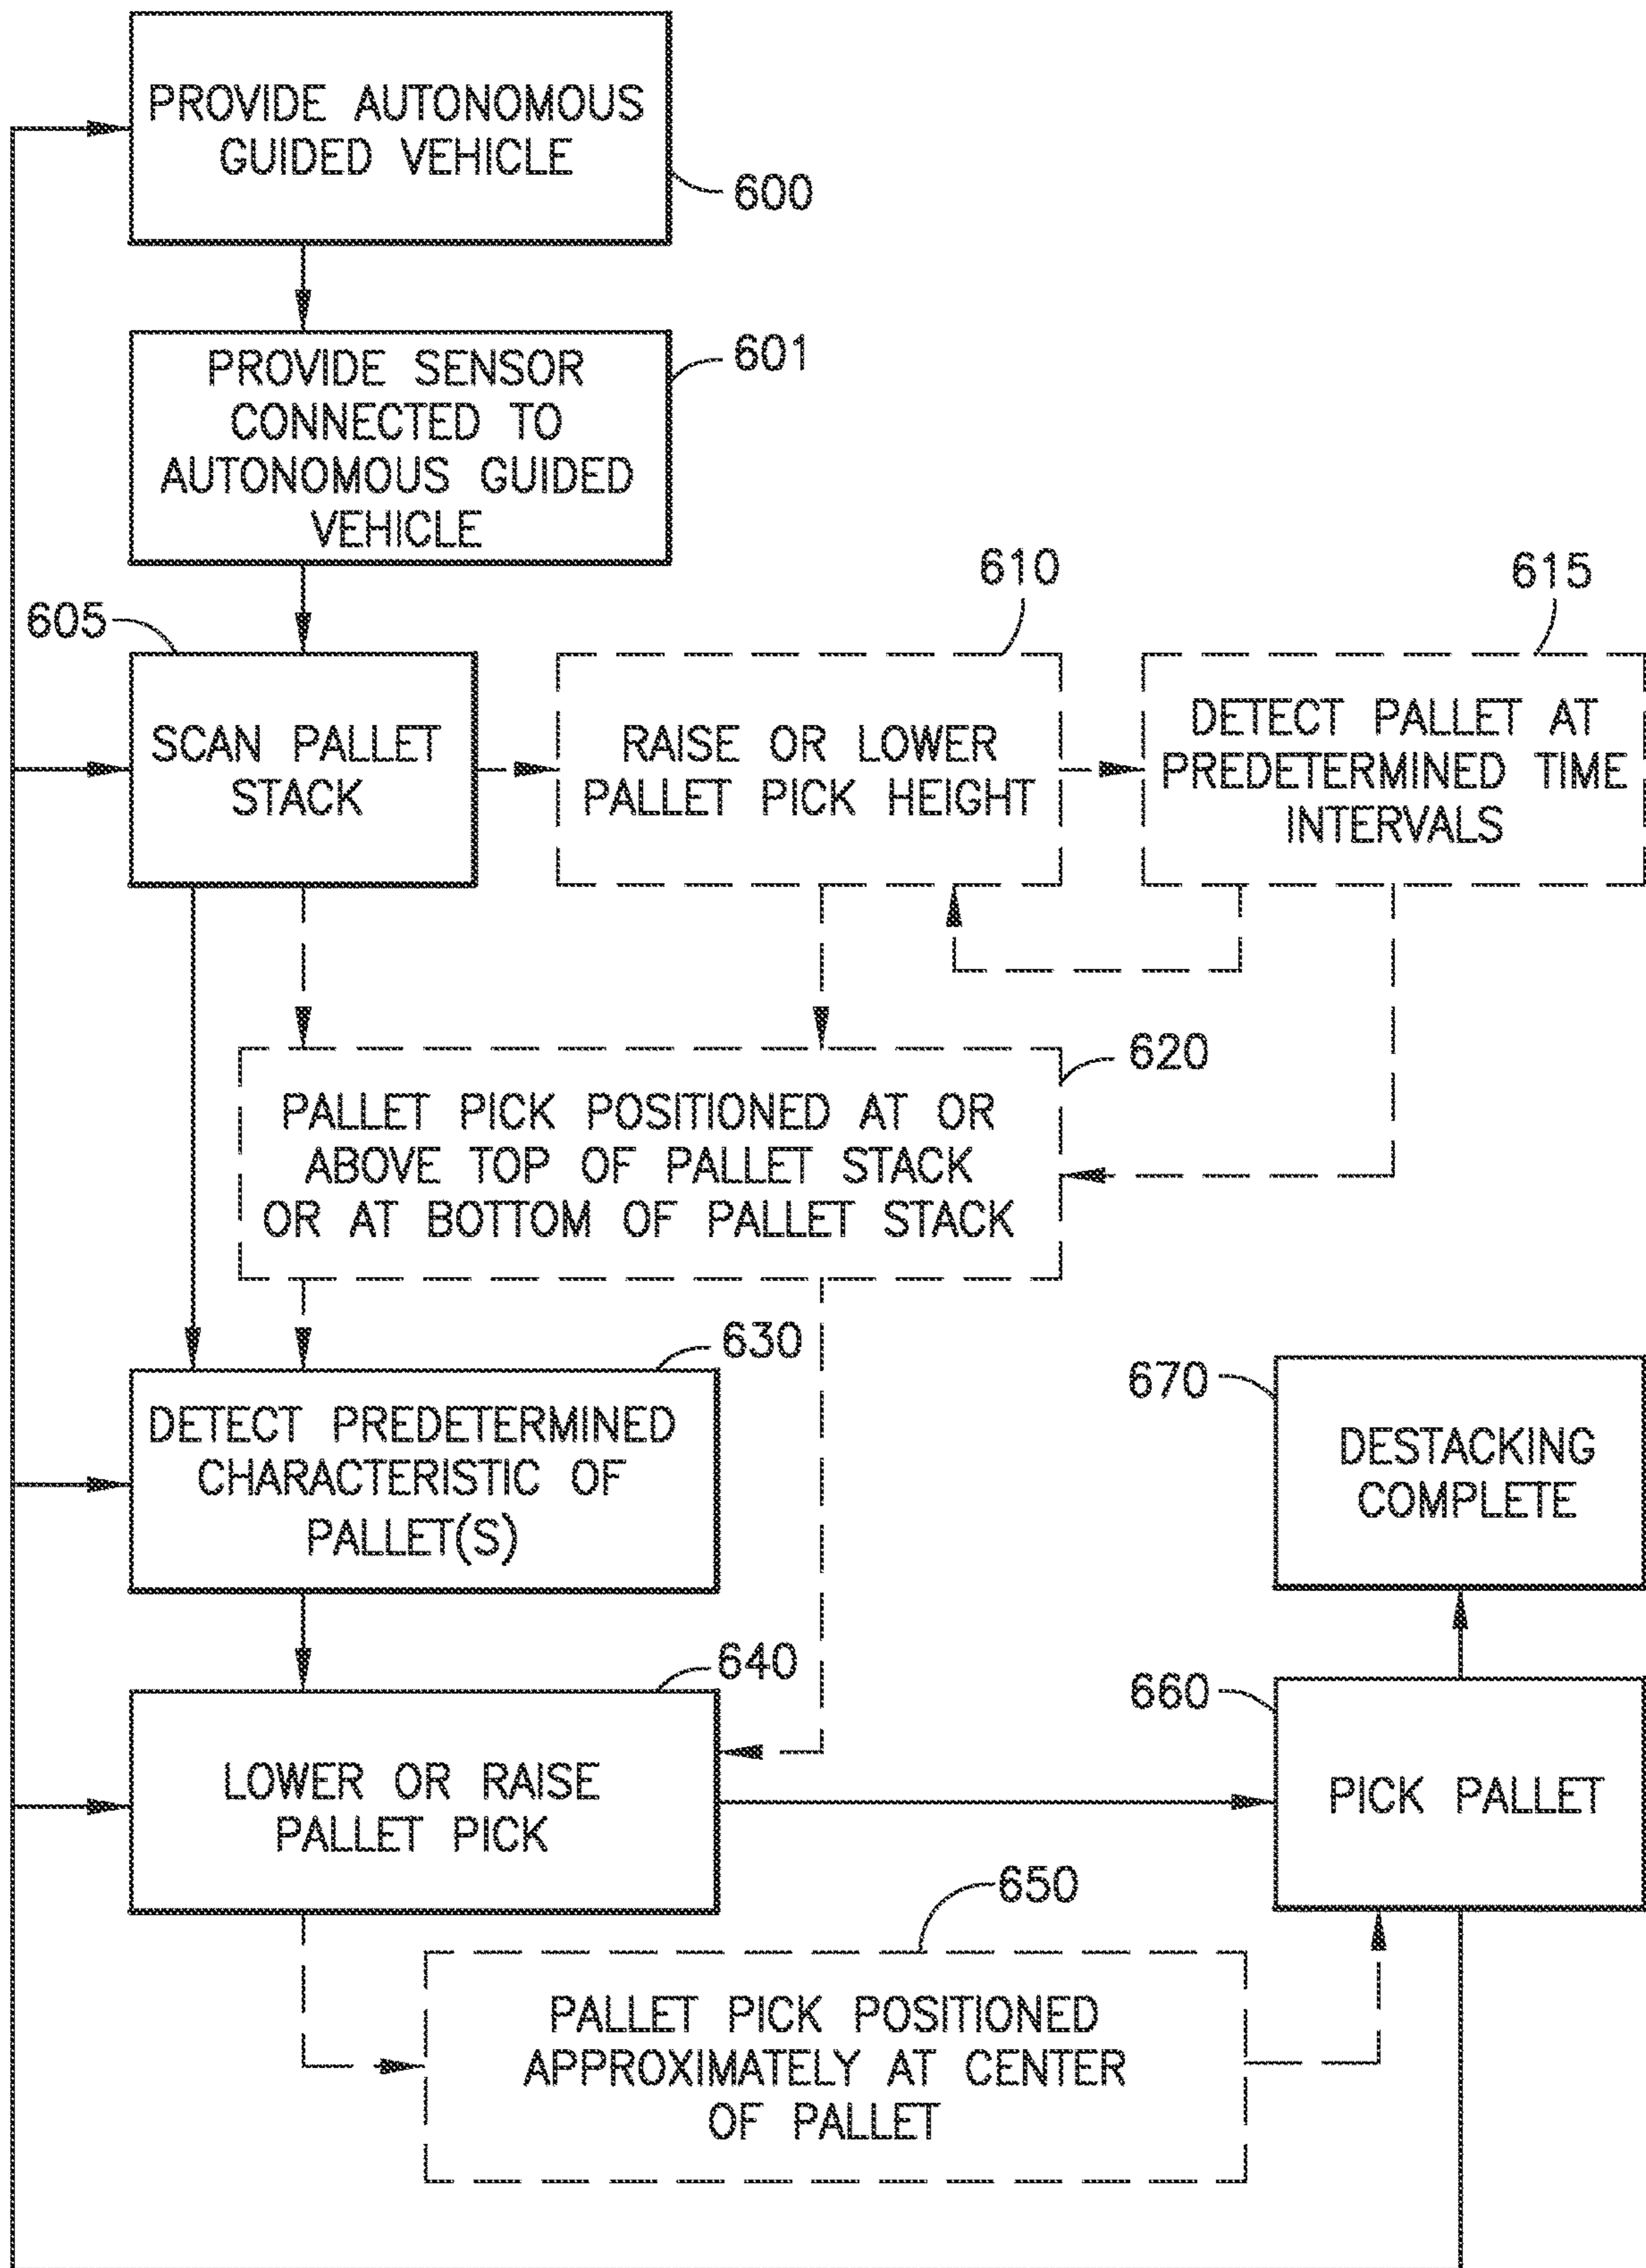 PROVIDE AUTONOMOUS
GUIDED VEHICLE
600
PROVIDE SENSOR
CONNECTED TO
AUTONOMOUS GUIDED
VEHICLE
601
605
SCAN PALLET
STACK
610
RAISE OR LOWER
PALLET PICK HEIGHT
615
DETECT PALLET AT
PREDETERMINED TIME
INTERVALS
620
PALLET PICK POSITIONED AT OR
ABOVE TOP OF PALLET STACK
OR AT BOTTOM OF PALLET STACK
630
DETECT PREDETERMINED
CHARACTERISTIC OF
PALLET(S)
670
DESTACKING
COMPLETE
640
LOWER OR RAISE
PALLET PICK
660
PICK PALLET
650
PALLET PICK POSITIONED
APPROXIMATELY AT CENTER
OF PALLET